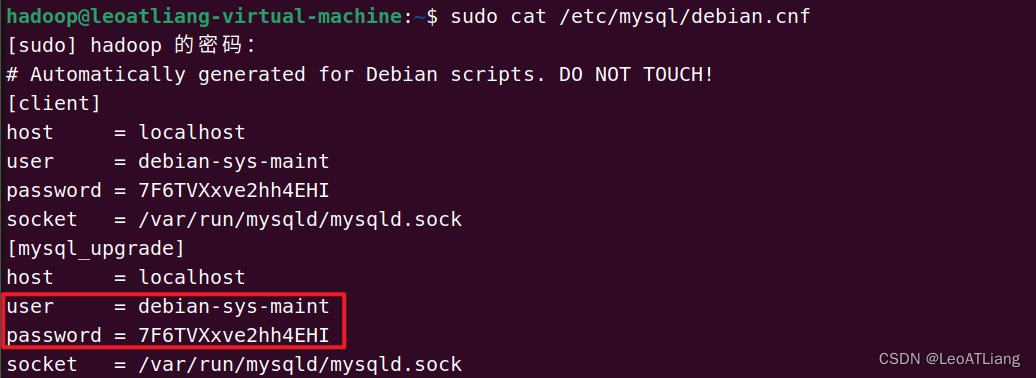 hadoop@leoatliang-virtual-machine:~$ sudo cat /etc/mysql/debian.cnf
[sudo] hadoop 的密码：
# Automatically generated for Debian scripts. DO NOT TOUCH!
[client]
host     = localhost
user     = debian-sys-maint
password = 7F6TVXxve2hh4EHI
socket   = /var/run/mysqld/mysqld.sock
[mysql_upgrade]
host     = localhost
user     = debian-sys-maint
password = 7F6TVXxve2hh4EHI
socket   = /var/run/mysqld/mysqld.sock
CSDN @LeoATLiang